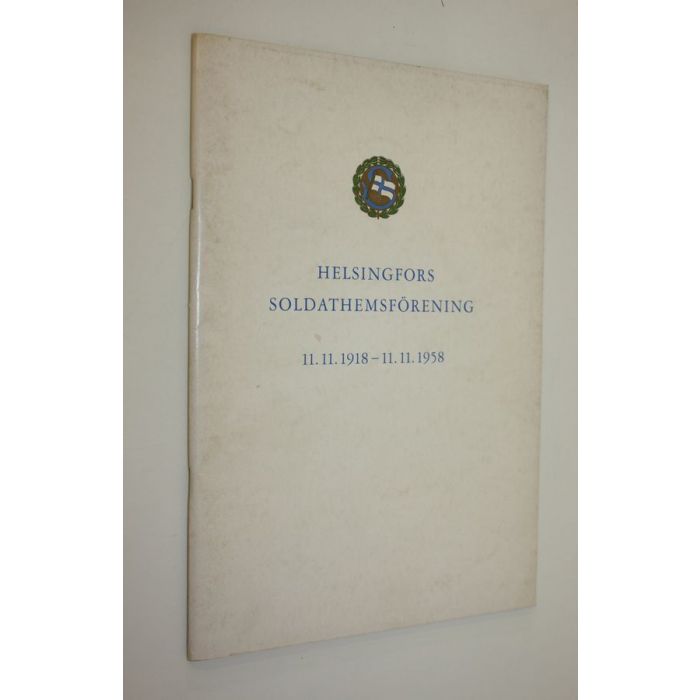 HELSINGFORS
SOLDATHEMSFÖRENING
11.11.1918 – 11.11.1958